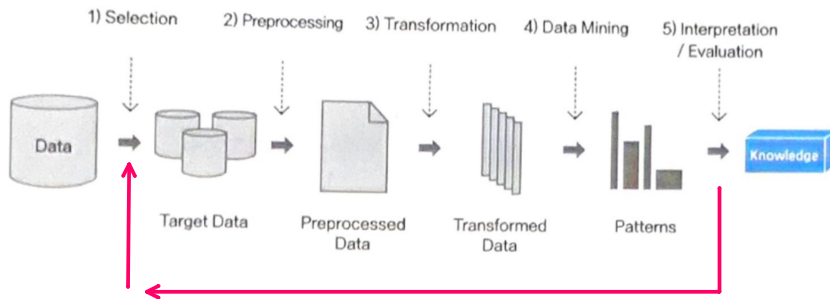 1) Selection
2) Preprocessing
3) Transformation
4) Data Mining
5) Interpretation
/ Evaluation
Data
Knowledge
Target Data
Preprocessed
Data
Transformed
Data
Patterns